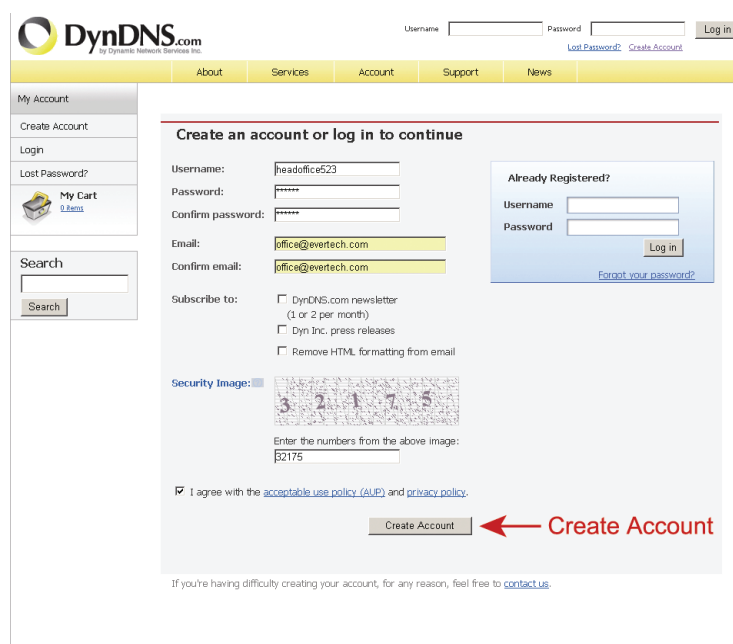 DynDNS.com
by Dynamic Network Services Inc.
Username Password Log in
Lost Password? Create Account
About Services Account Support News
My Account
Create Account
Login
Lost Password?
My Cart
0 items
Search
Search
Create an account or log in to continue
Username: headoffice523
Password: ******
Confirm password: ******
Email: office@evertech.com
Confirm email: office@evertech.com
Subscribe to: DynDNS.com newsletter
(1 or 2 per month)
Dyn Inc. press releases
Remove HTML formatting from email
Security Image:
3 2 1 7 5
Enter the numbers from the above image:
32175
I agree with the acceptable use policy (AUP) and privacy policy.
Create Account
Create Account
Already Registered?
Username
Password
Log in
Forgot your password?
If you're having difficulty creating your account, for any reason, feel free to contact us.